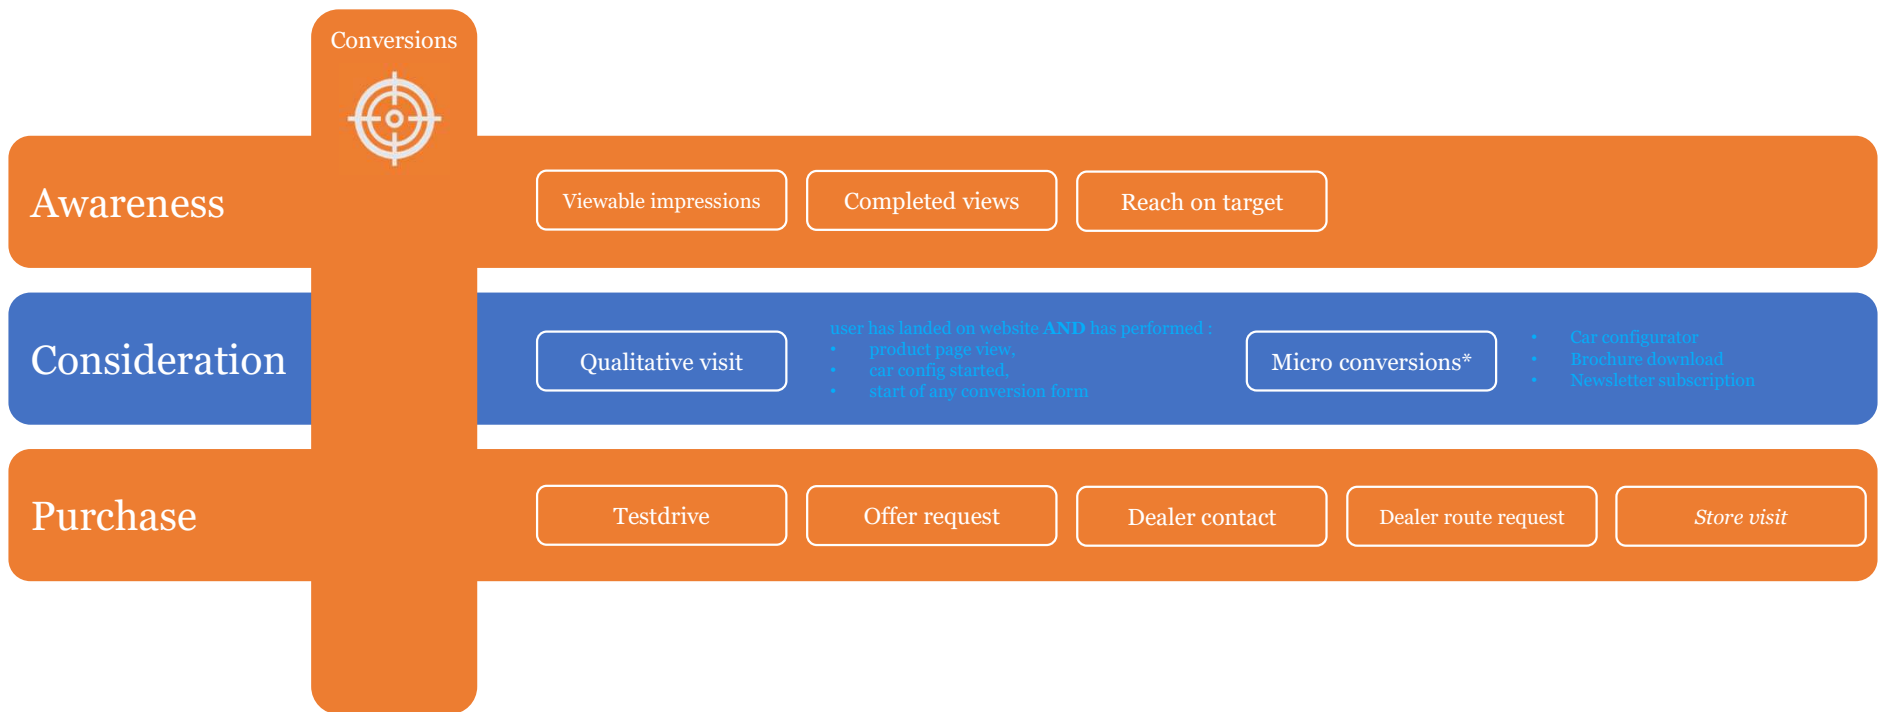 Conversions
Awareness
Viewable impressions
Completed views
Reach on target
Consideration
Qualitative visit
user has landed on website AND has performed :
• product page view,
• car config started,
• start of any conversion form
Micro conversions*
• Car configurator
• Brochure download
• Newsletter subscription
Purchase
Testdrive
Offer request
Dealer contact
Dealer route request
Store visit